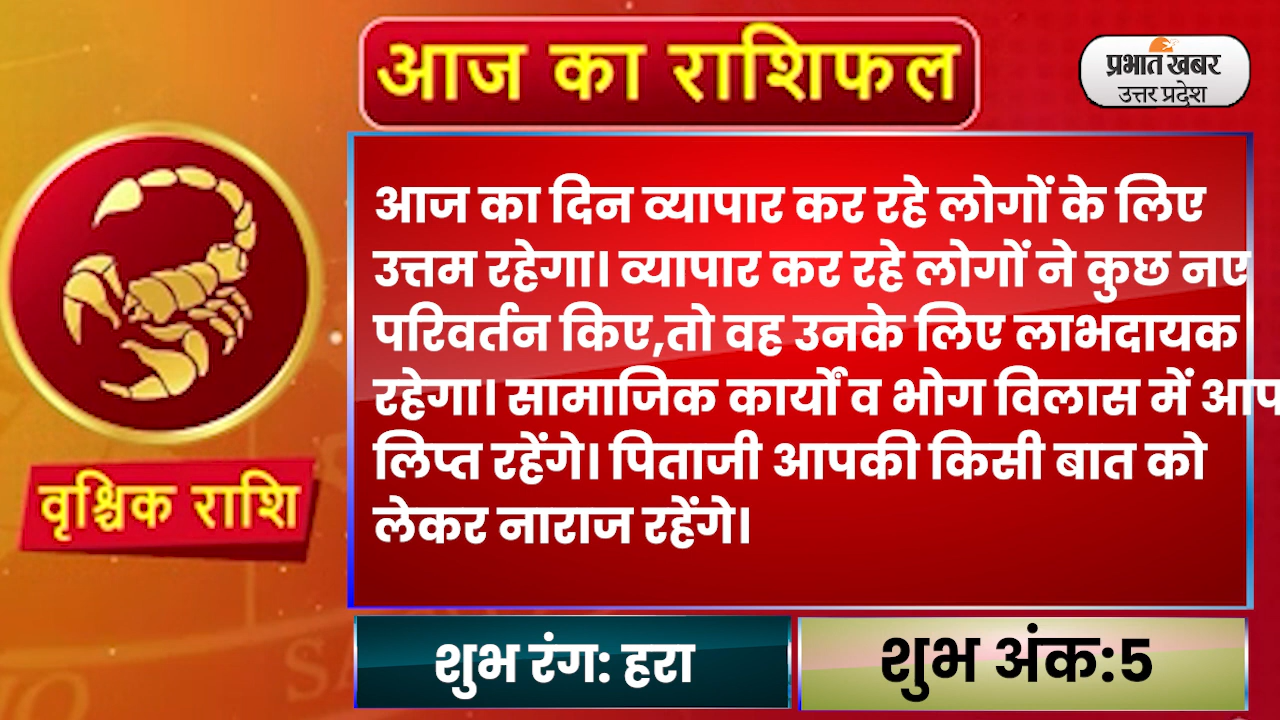 आज का राशिफल
प्रभात खबर
उत्तर प्रदेश
आज का दिन व्यापार कर रहे लोगों के लिए
उत्तम रहेगा। व्यापार कर रहे लोगों ने कुछ नए
परिवर्तन किए,तो वह उनके लिए लाभदायक
रहेगा। सामाजिक कार्यों व भोग विलास में आप
लिप्त रहेंगे। पिताजी आपकी किसी बात को
लेकर नाराज रहेंगे।
वृश्चिक राशि
शुभ रंग: हरा
शुभ अंक:5